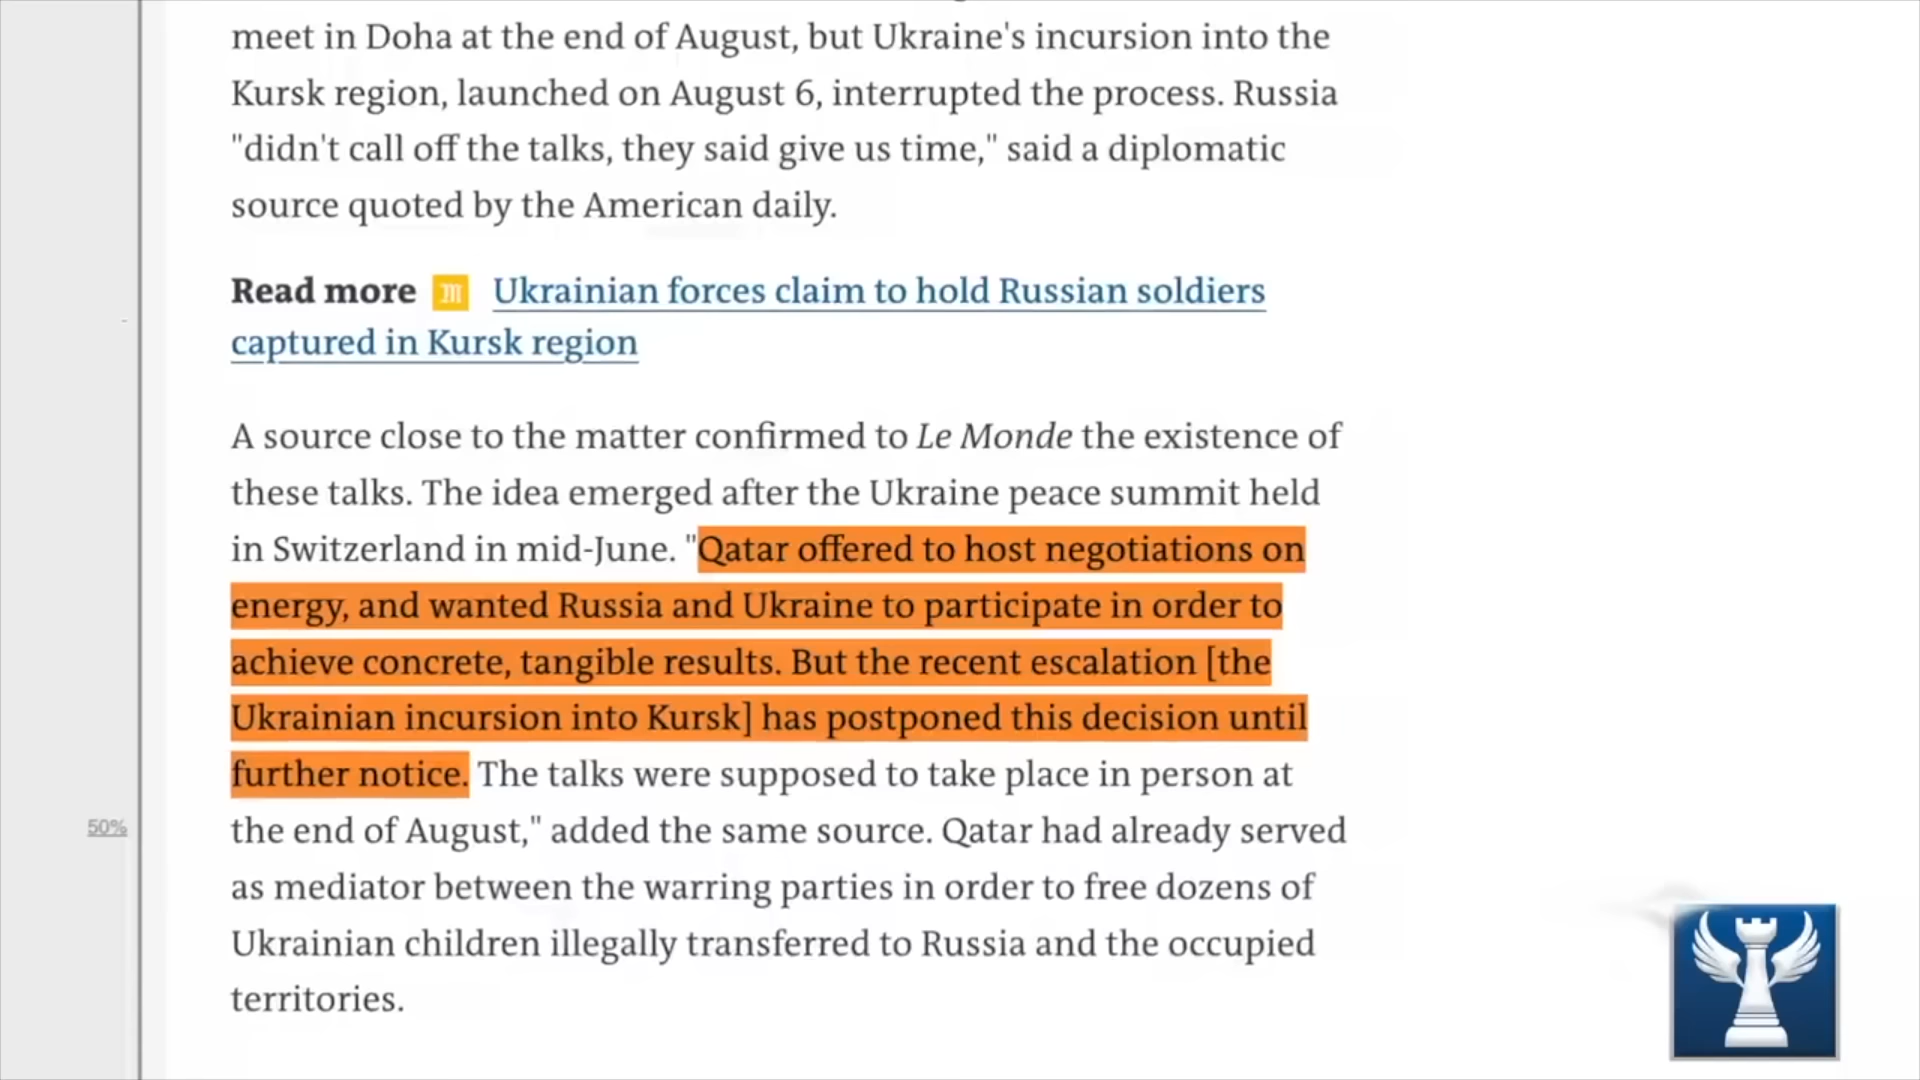 meet in Doha at the end of August, but Ukraine's incursion into the
Kursk region, launched on August 6, interrupted the process. Russia
"didn't call off the talks, they said give us time," said a diplomatic
source quoted by the American daily.
Read more m Ukrainian forces claim to hold Russian soldiers
captured in Kursk region
A source close to the matter confirmed to Le Monde the existence of
these talks. The idea emerged after the Ukraine peace summit held
in Switzerland in mid-June. "Qatar offered to host negotiations on
energy, and wanted Russia and Ukraine to participate in order to
achieve concrete, tangible results. But the recent escalation [the
Ukrainian incursion into Kursk] has postponed this decision until
further notice. The talks were supposed to take place in person at
50%
the end of August," added the same source. Qatar had already served
as mediator between the warring parties in order to free dozens of
Ukrainian children illegally transferred to Russia and the occupied
territories.